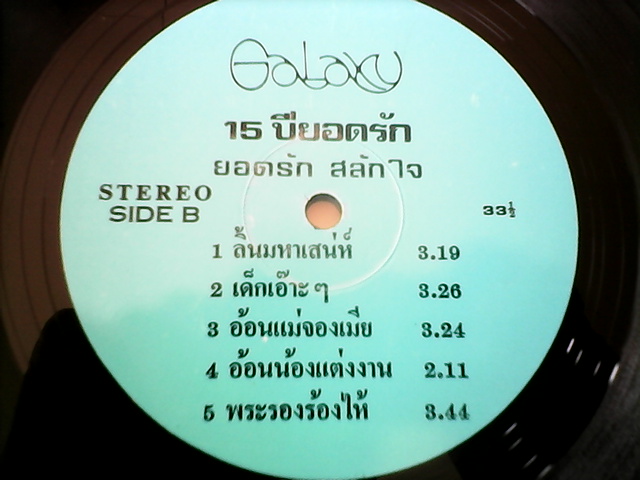 Galaxy
15 ปียอดรัก
ยอดรัก สลักใจ
STEREO
SIDE B
33⅓
1 ลิ้นมหาเสน่ห์ 3.19
2 เด็กเอ๊าะๆ 3.26
3 อ้อนแม่จองเมีย 3.24
4 อ้อนน้องแต่งงาน 2.11
5 พระรองร้องไห้ 3.44